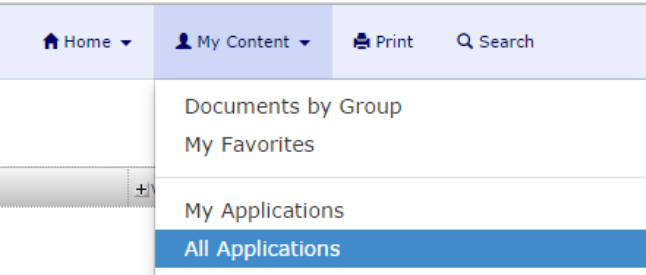 Home My Content Print Search
Documents by Group
My Favorites
My Applications
All Applications